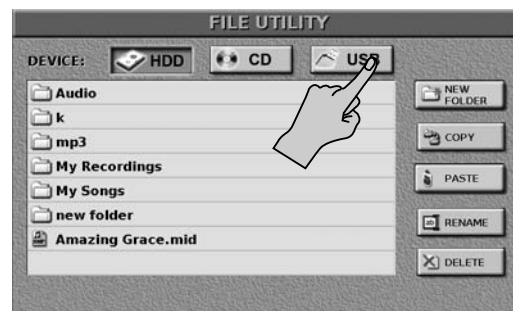 FILE UTILITY
DEVICE: HDD CD USB
Audio
k
mp3
My Recordings
My Songs
new folder
Amazing Grace.mid
NEW
FOLDER
COPY
PASTE
RENAME
DELETE